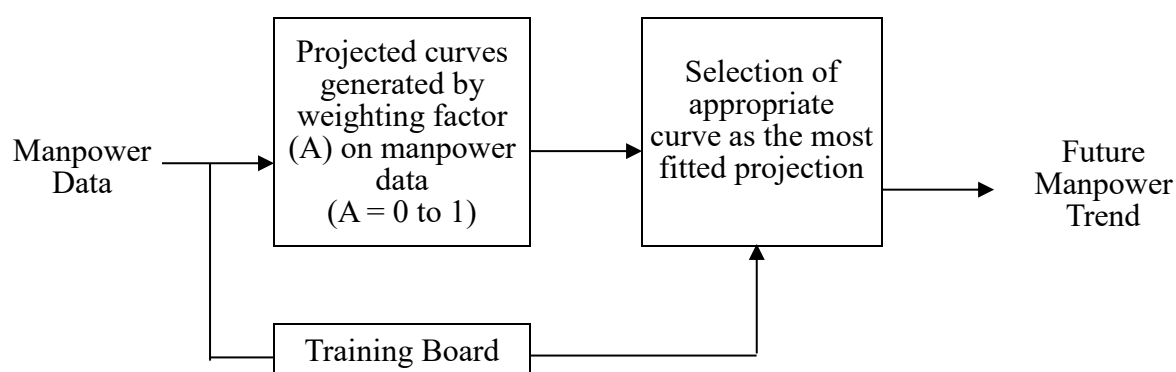 Manpower
Data
Projected curves
generated by
weighting factor
(A) on manpower
data
(A = 0 to 1)
Selection of
appropriate
curve as the most
fitted projection
Future
Manpower
Trend
Training Board